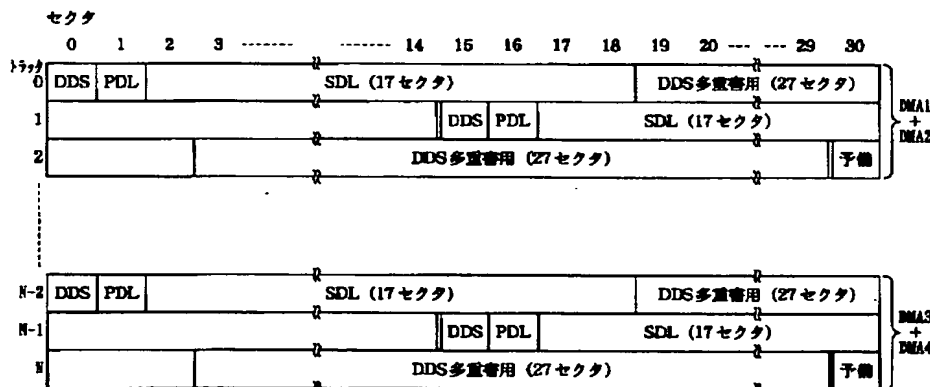 セクタ
0 1 2 3 ------- ------- 14 15 16 17 18 19 20 --- --- 29 30
トラック
0 DDS PDL SDL (17セクタ) DDS多重書用 (27セクタ)
1 DDS PDL SDL (17セクタ)
DMA1
+
DMA2
2 DDS多重書用 (27セクタ) 予備
N-2 DDS PDL SDL (17セクタ) DDS多重書用 (27セクタ)
N-1 DDS PDL SDL (17セクタ)
DMA3
+
DMA4
N DDS多重書用 (27セクタ) 予備